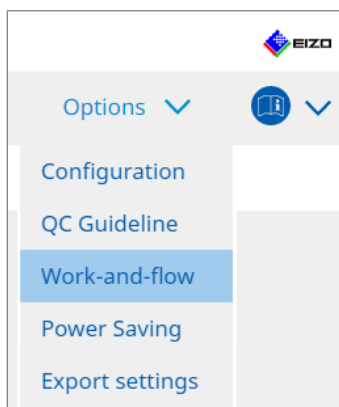 EIZO
Options
Configuration
QC Guideline
Work-and-flow
Power Saving
Export settings